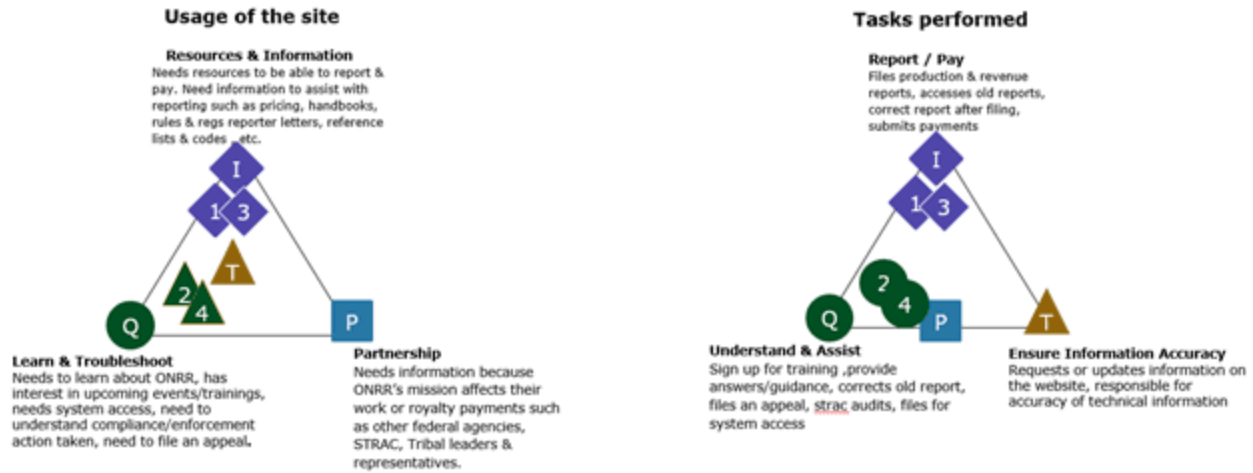 Usage of the site
Resources & Information
Needs resources to be able to report &
pay. Need information to assist with
reporting such as pricing, handbooks,
rules & regs reporter letters, reference
lists & codes ..etc.
I
1 3
T
2
4
Q
P
Learn & Troubleshoot
Needs to learn about ONRR, has
interest in upcoming events/trainings,
needs system access, need to
understand compliance/enforcement
action taken, need to file an appeal.
Partnership
Needs information because
ONRR's mission affects their
work or royalty payments such
as other federal agencies,
STRAC, Tribal leaders &
representatives.
Tasks performed
Report / Pay
Files production & revenue
reports, accesses old reports,
correct report after filing,
submits payments
I
1 3
2
4
Q
P
T
Understand & Assist
Sign up for training ,provide
answers/guidance, corrects old report,
files an appeal, strac audits, files for
system access
Ensure Information Accuracy
Requests or updates information on
the website, responsible for
accuracy of technical information